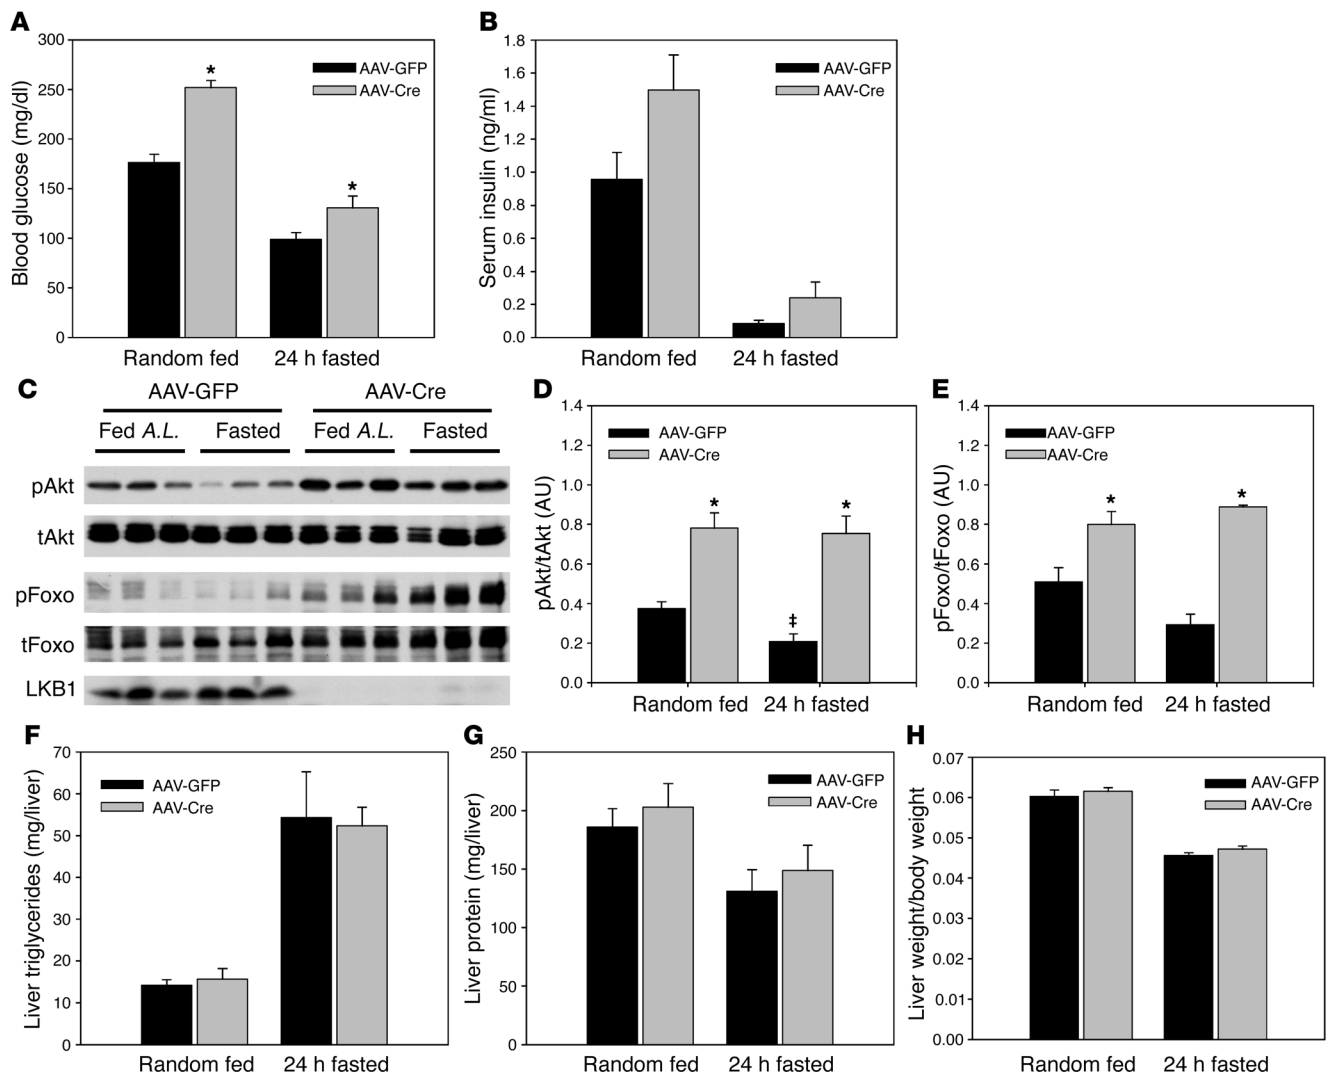 A
Blood glucose (mg/dl)
300
250
200
150
100
50
0
AAV-GFP
AAV-Cre
*
*
Random fed
24 h fasted
B
Serum insulin (ng/ml)
1.8
1.6
1.4
1.2
1.0
0.8
0.6
0.4
0.2
0.0
AAV-GFP
AAV-Cre
Random fed
24 h fasted
C
AAV-GFP AAV-Cre
Fed A.L. Fasted Fed A.L. Fasted
pAkt
tAkt
pFoxo
tFoxo
LKB1
D
pAkt/tAkt (AU)
1.4
1.2
1.0
0.8
0.6
0.4
0.2
0.0
AAV-GFP
AAV-Cre
*
‡
*
Random fed
24 h fasted
E
pFoxo/tFoxo (AU)
1.4
1.2
1.0
0.8
0.6
0.4
0.2
0.0
AAV-GFP
AAV-Cre
*
*
Random fed
24 h fasted
F
Liver triglycerides (mg/liver)
70
60
50
40
30
20
10
0
AAV-GFP
AAV-Cre
Random fed
24 h fasted
G
Liver protein (mg/liver)
250
200
150
100
50
0
AAV-GFP
AAV-Cre
Random fed
24 h fasted
H
Liver weight/body weight
0.07
0.06
0.05
0.04
0.03
0.02
0.01
0.00
AAV-GFP
AAV-Cre
Random fed
24 h fasted